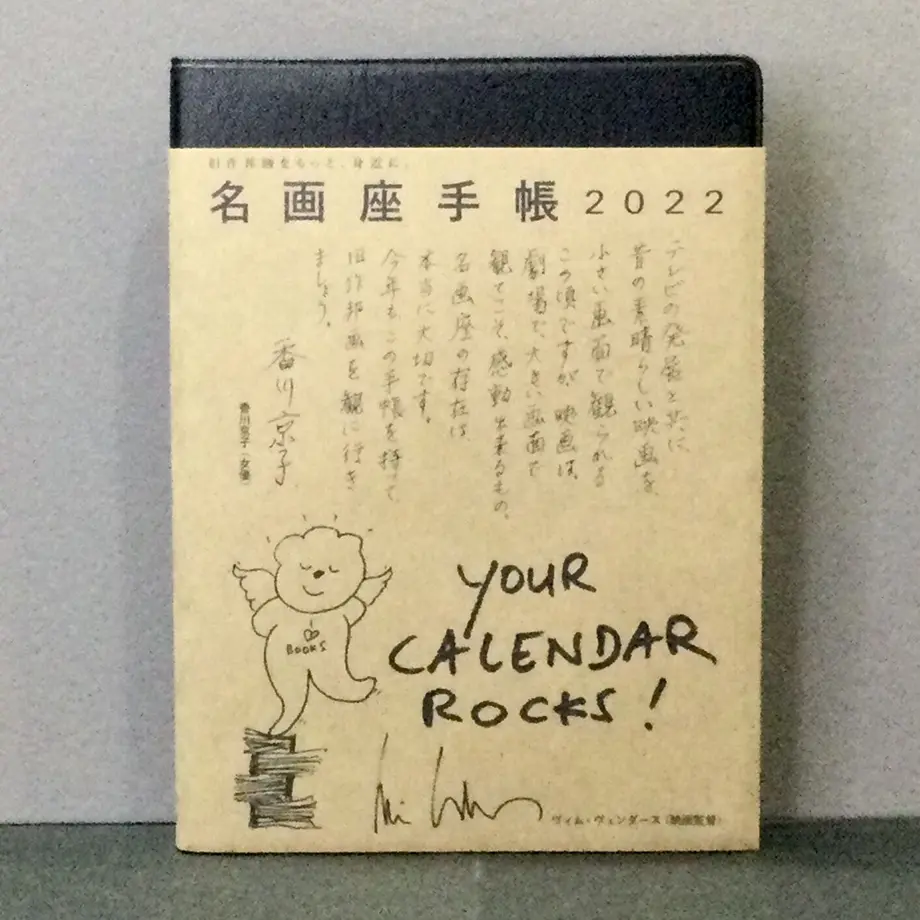 旧作邦画をもっと、身近に。
名画座手帳2022
テレビの発展と共に
昔の素晴らしい映画を、
小さい画面で観られる
この頃ですが、映画は、
劇場で、大きい画面で
観てこそ、感動出来るもの。
名画座の存在は、
本当に大切です。
今年も、この手帳を持って、
旧作邦画を観に行き
ましょう。
香川京子
香川京子(女優)
BOOKS
YOUR
CALENDAR
ROCKS!
ヴィム・ヴェンダース(映画監督)